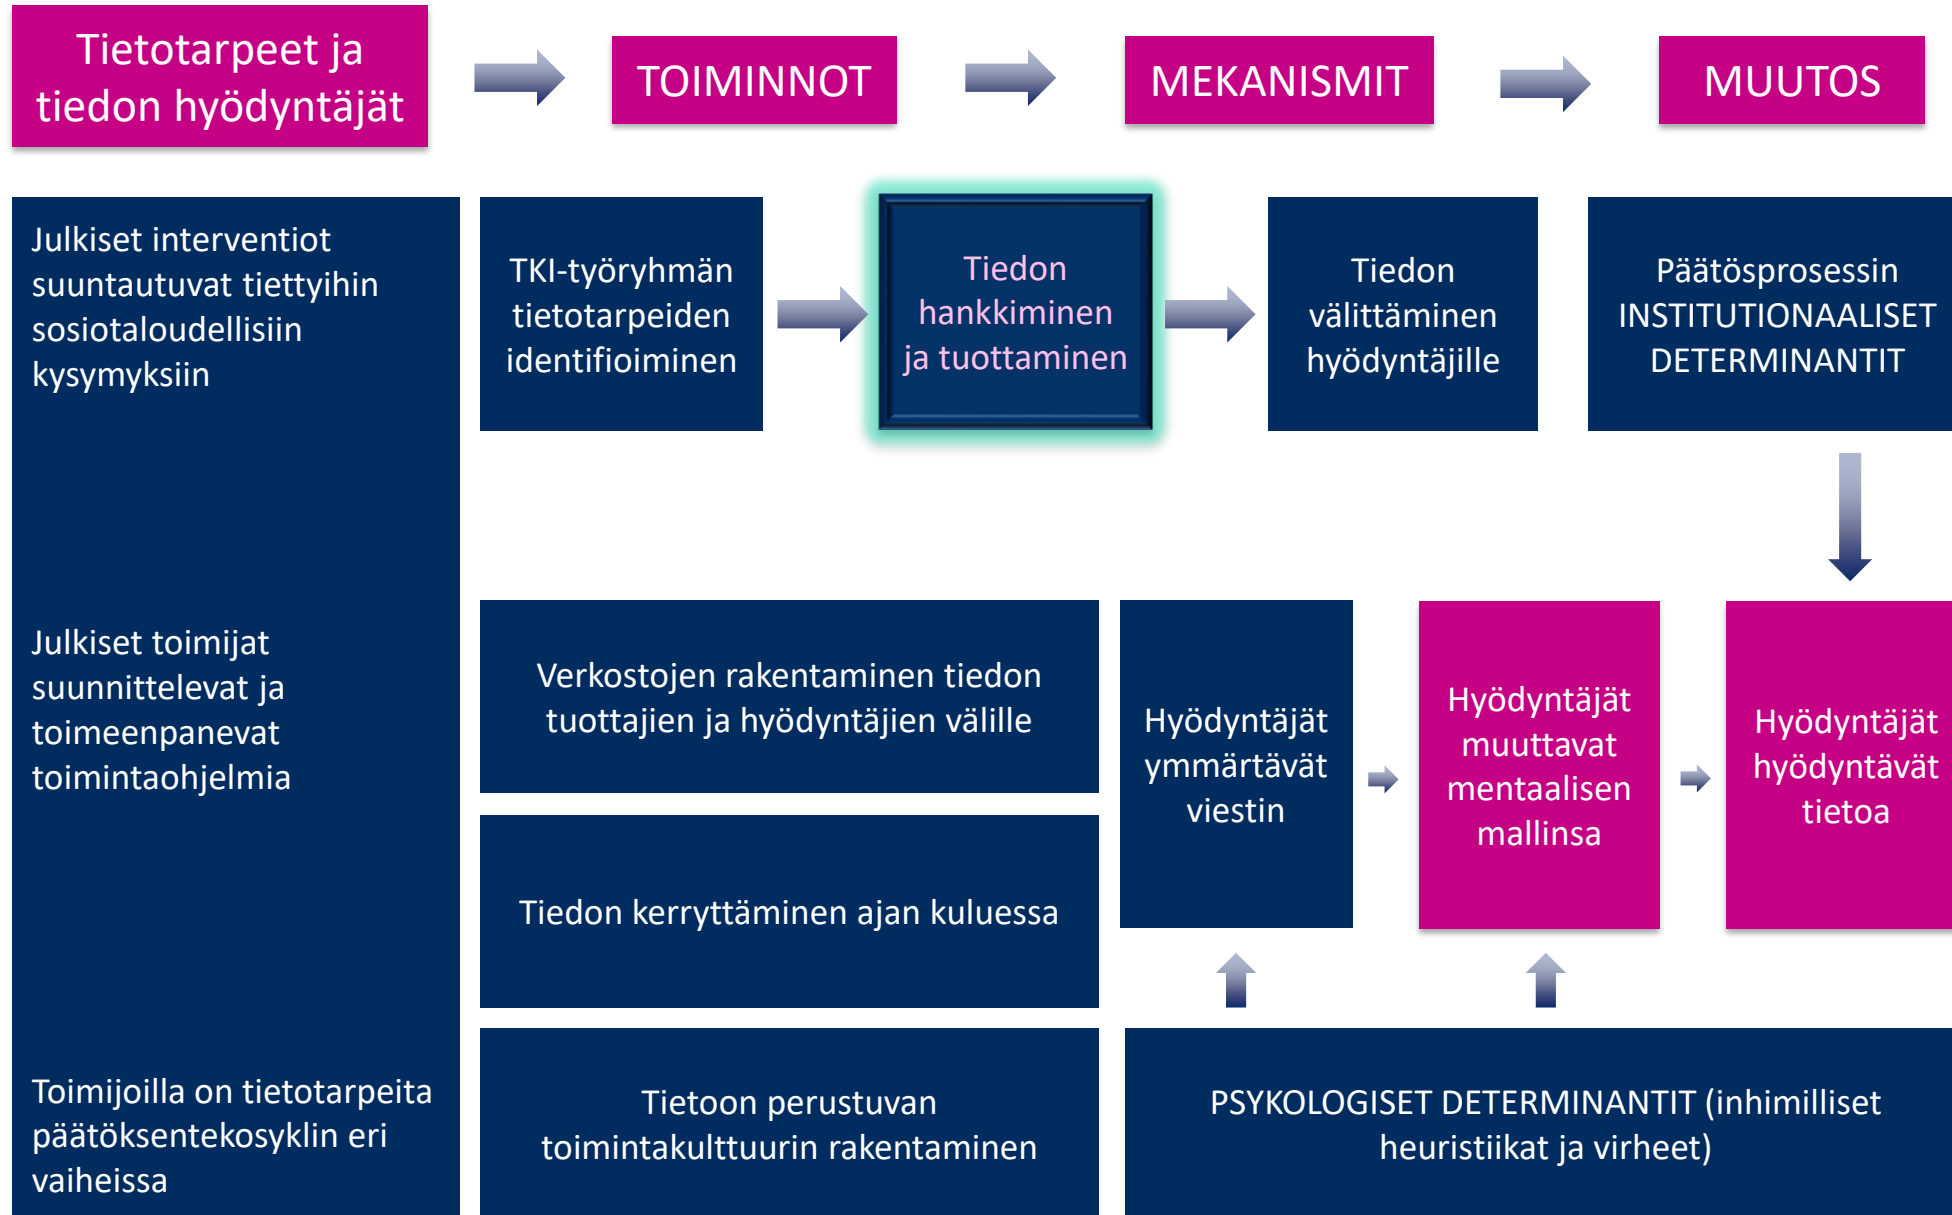 Tietotarpeet ja
tiedon hyödyntäjät
TOIMINNOT
MEKANISMIT
MUUTOS
Julkiset interventiot
suuntautuvat tiettyihin
sosiotaloudellisiin
kysymyksiin
TKI-työryhmän
tietotarpeiden
identifioiminen
Tiedon
hankkiminen
ja tuottaminen
Tiedon
välittäminen
hyödyntäjille
Päätösprosessin
INSTITUTIONAALISET
DETERMINANTIT
Julkiset toimijat
suunnittelevat ja
toimeenpanevat
toimintaohjelmia
Verkostojen rakentaminen tiedon
tuottajien ja hyödyntäjien välille
Hyödyntäjät
ymmärtävät
viestin
Hyödyntäjät
muuttavat
mentaalisen
mallinsa
Hyödyntäjät
hyödyntävät
tietoa
Tiedon kerryttäminen ajan kuluessa
Toimijoilla on tietotarpeita
päätöksentekosyklin eri
vaiheissa
Tietoon perustuvan
toimintakulttuurin rakentaminen
PSYKOLOGISET DETERMINANTIT (inhimilliset
heuristiikat ja virheet)